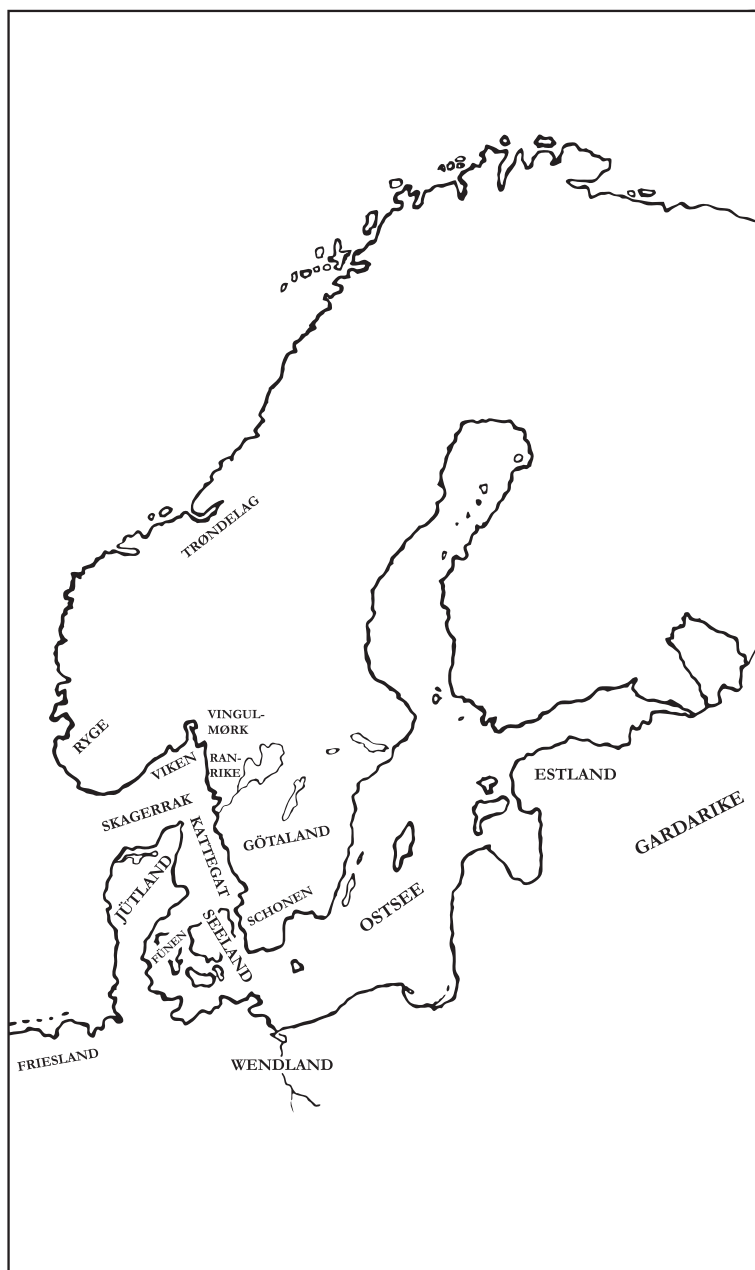 TRØNDELAG
VINGUL-
MØRK
RYGE
VIKEN
RAN-
RIKE
ESTLAND
SKAGERRAK
KATTEGAT
GÖTALAND
GARDARIKE
JÜTLAND
SCHONEN
OSTSEE
SEELAND
FÜNEN
FRIESLAND
WENDLAND